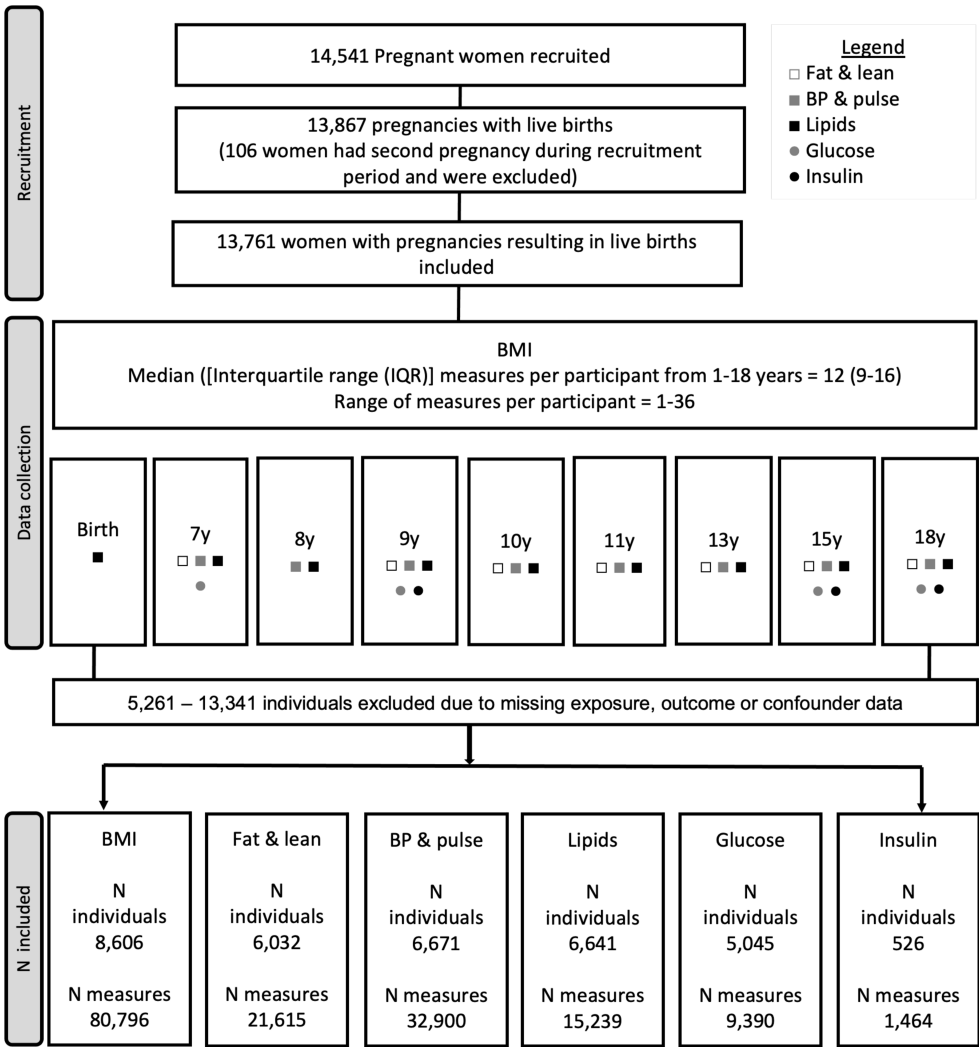 Recruitment
14,541 Pregnant women recruited
13,867 pregnancies with live births
(106 women had second pregnancy during recruitment
period and were excluded)
13,761 women with pregnancies resulting in live births
included
Legend
Fat & lean
BP & pulse
Lipids
Glucose
Insulin
Data collection
BMI
Median ([Interquartile range (IQR)] measures per participant from 1-18 years = 12 (9-16)
Range of measures per participant = 1-36
Birth
7y
8y
9y
10y
11y
13y
15y
18y
5,261 – 13,341 individuals excluded due to missing exposure, outcome or confounder data
N included
BMI
N
individuals
8,606
N measures
80,796
Fat & lean
N
individuals
6,032
N measures
21,615
BP & pulse
N
individuals
6,671
N measures
32,900
Lipids
N
individuals
6,641
N measures
15,239
Glucose
N
individuals
5,045
N measures
9,390
Insulin
N
individuals
526
N measures
1,464